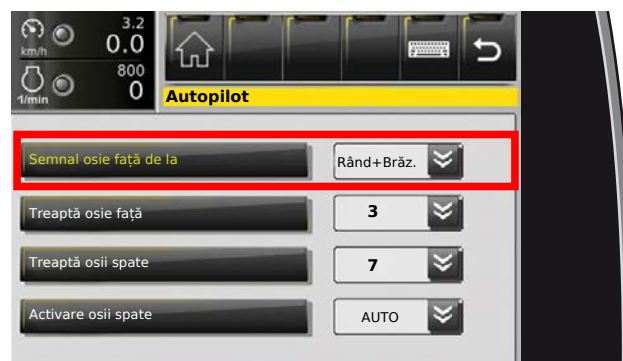 3.2
km/h 0.0
800
1/min 0
Autopilot
Semnal osie față de la Rând+Brăz.
Treaptă osie față 3
Treaptă osii spate 7
Activare osii spate AUTO